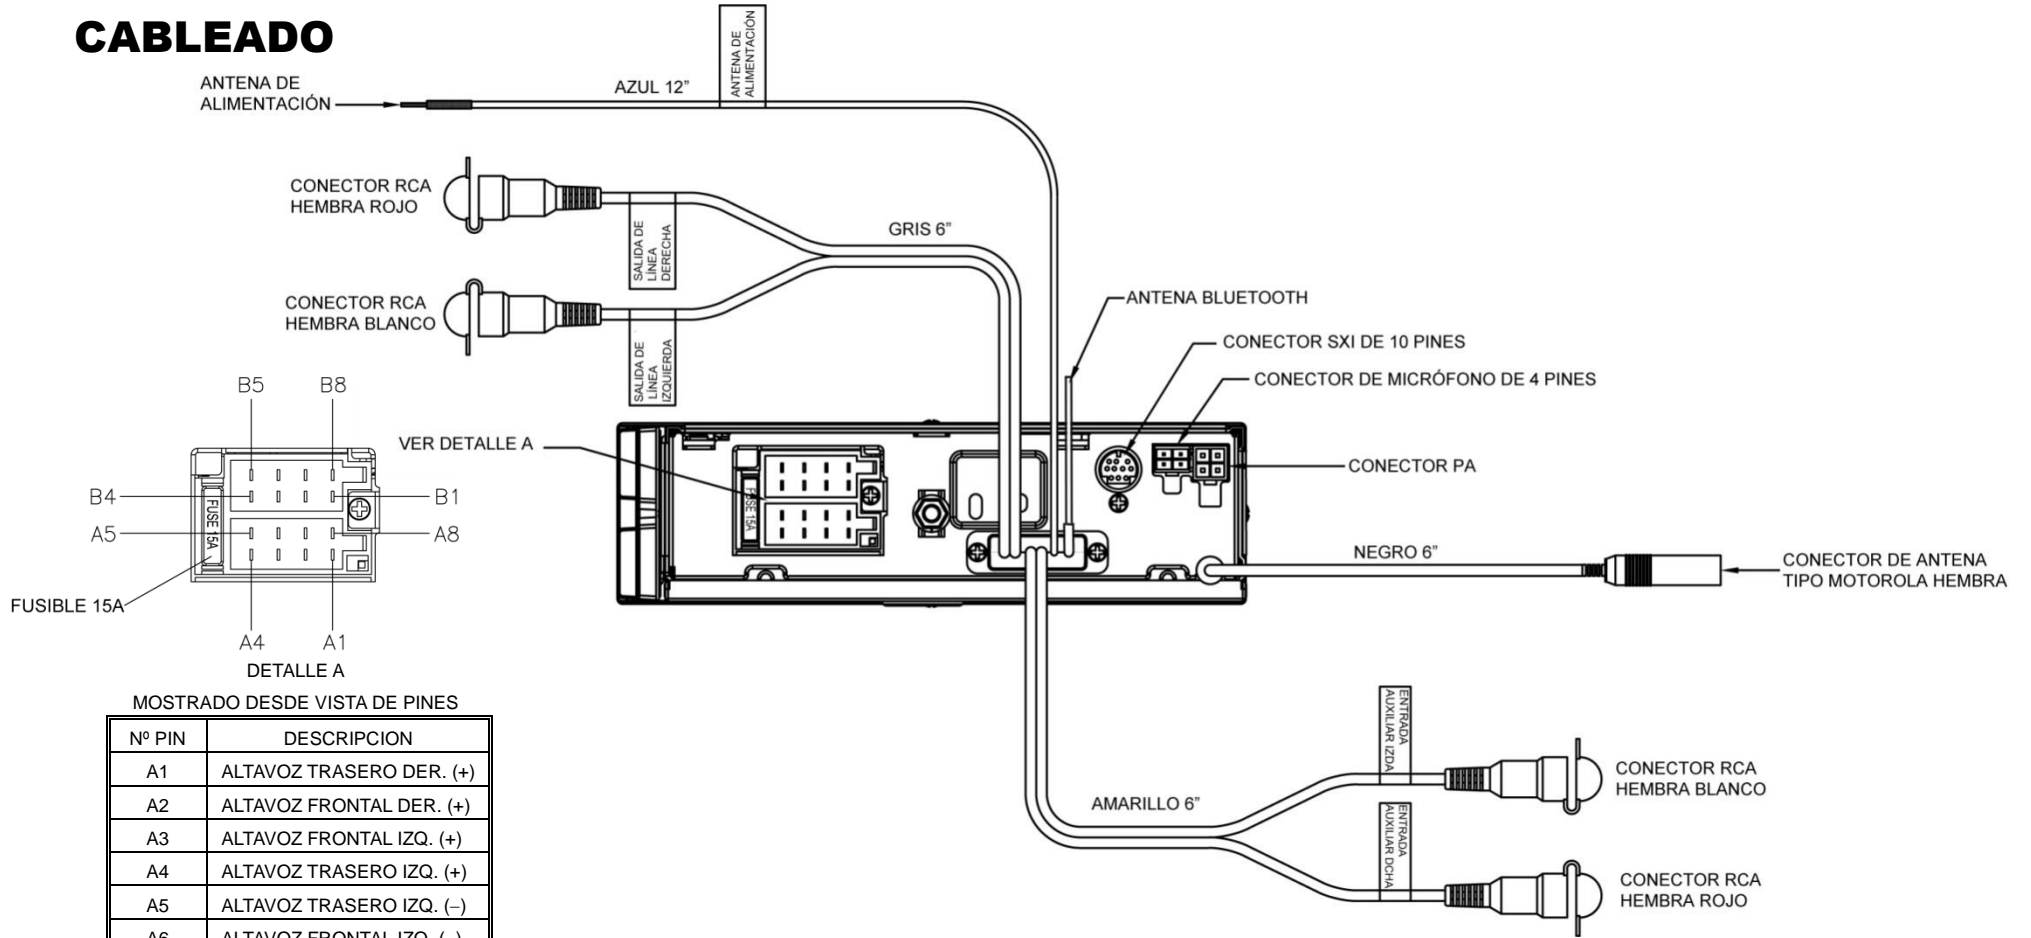 CABLEADO
ANTENA DE
ALIMENTACIÓN
AZUL 12”
ANTENA DE
ALIMENTACIÓN
CONECTOR RCA
HEMBRA ROJO
SALIDA DE
LÍNEA
DERECHA
GRIS 6”
CONECTOR RCA
HEMBRA BLANCO
SALIDA DE
LÍNEA
IZQUIERDA
ANTENA BLUETOOTH
CONECTOR SXI DE 10 PINES
CONECTOR DE MICRÓFONO DE 4 PINES
CONECTOR PA
VER DETALLE A
FUSE 15A
B5
B8
B4
B1
A5
A8
FUSE 15A
FUSIBLE 15A
A4
A1
DETALLE A
NEGRO 6”
CONECTOR DE ANTENA
TIPO MOTOROLA HEMBRA
MOSTRADO DESDE VISTA DE PINES
Nº PIN DESCRIPCION
A1 ALTAVOZ TRASERO DER. (+)
A2 ALTAVOZ FRONTAL DER. (+)
A3 ALTAVOZ FRONTAL IZQ. (+)
A4 ALTAVOZ TRASERO IZQ. (+)
A5 ALTAVOZ TRASERO IZQ. (–)
A6 ALTAVOZ FRONTAL IZQ. (–)
AMARILLO 6”
ENTRADA
AUXILIAR IZDA
CONECTOR RCA
HEMBRA BLANCO
ENTRADA
AUXILIAR DCHA
CONECTOR RCA
HEMBRA ROJO